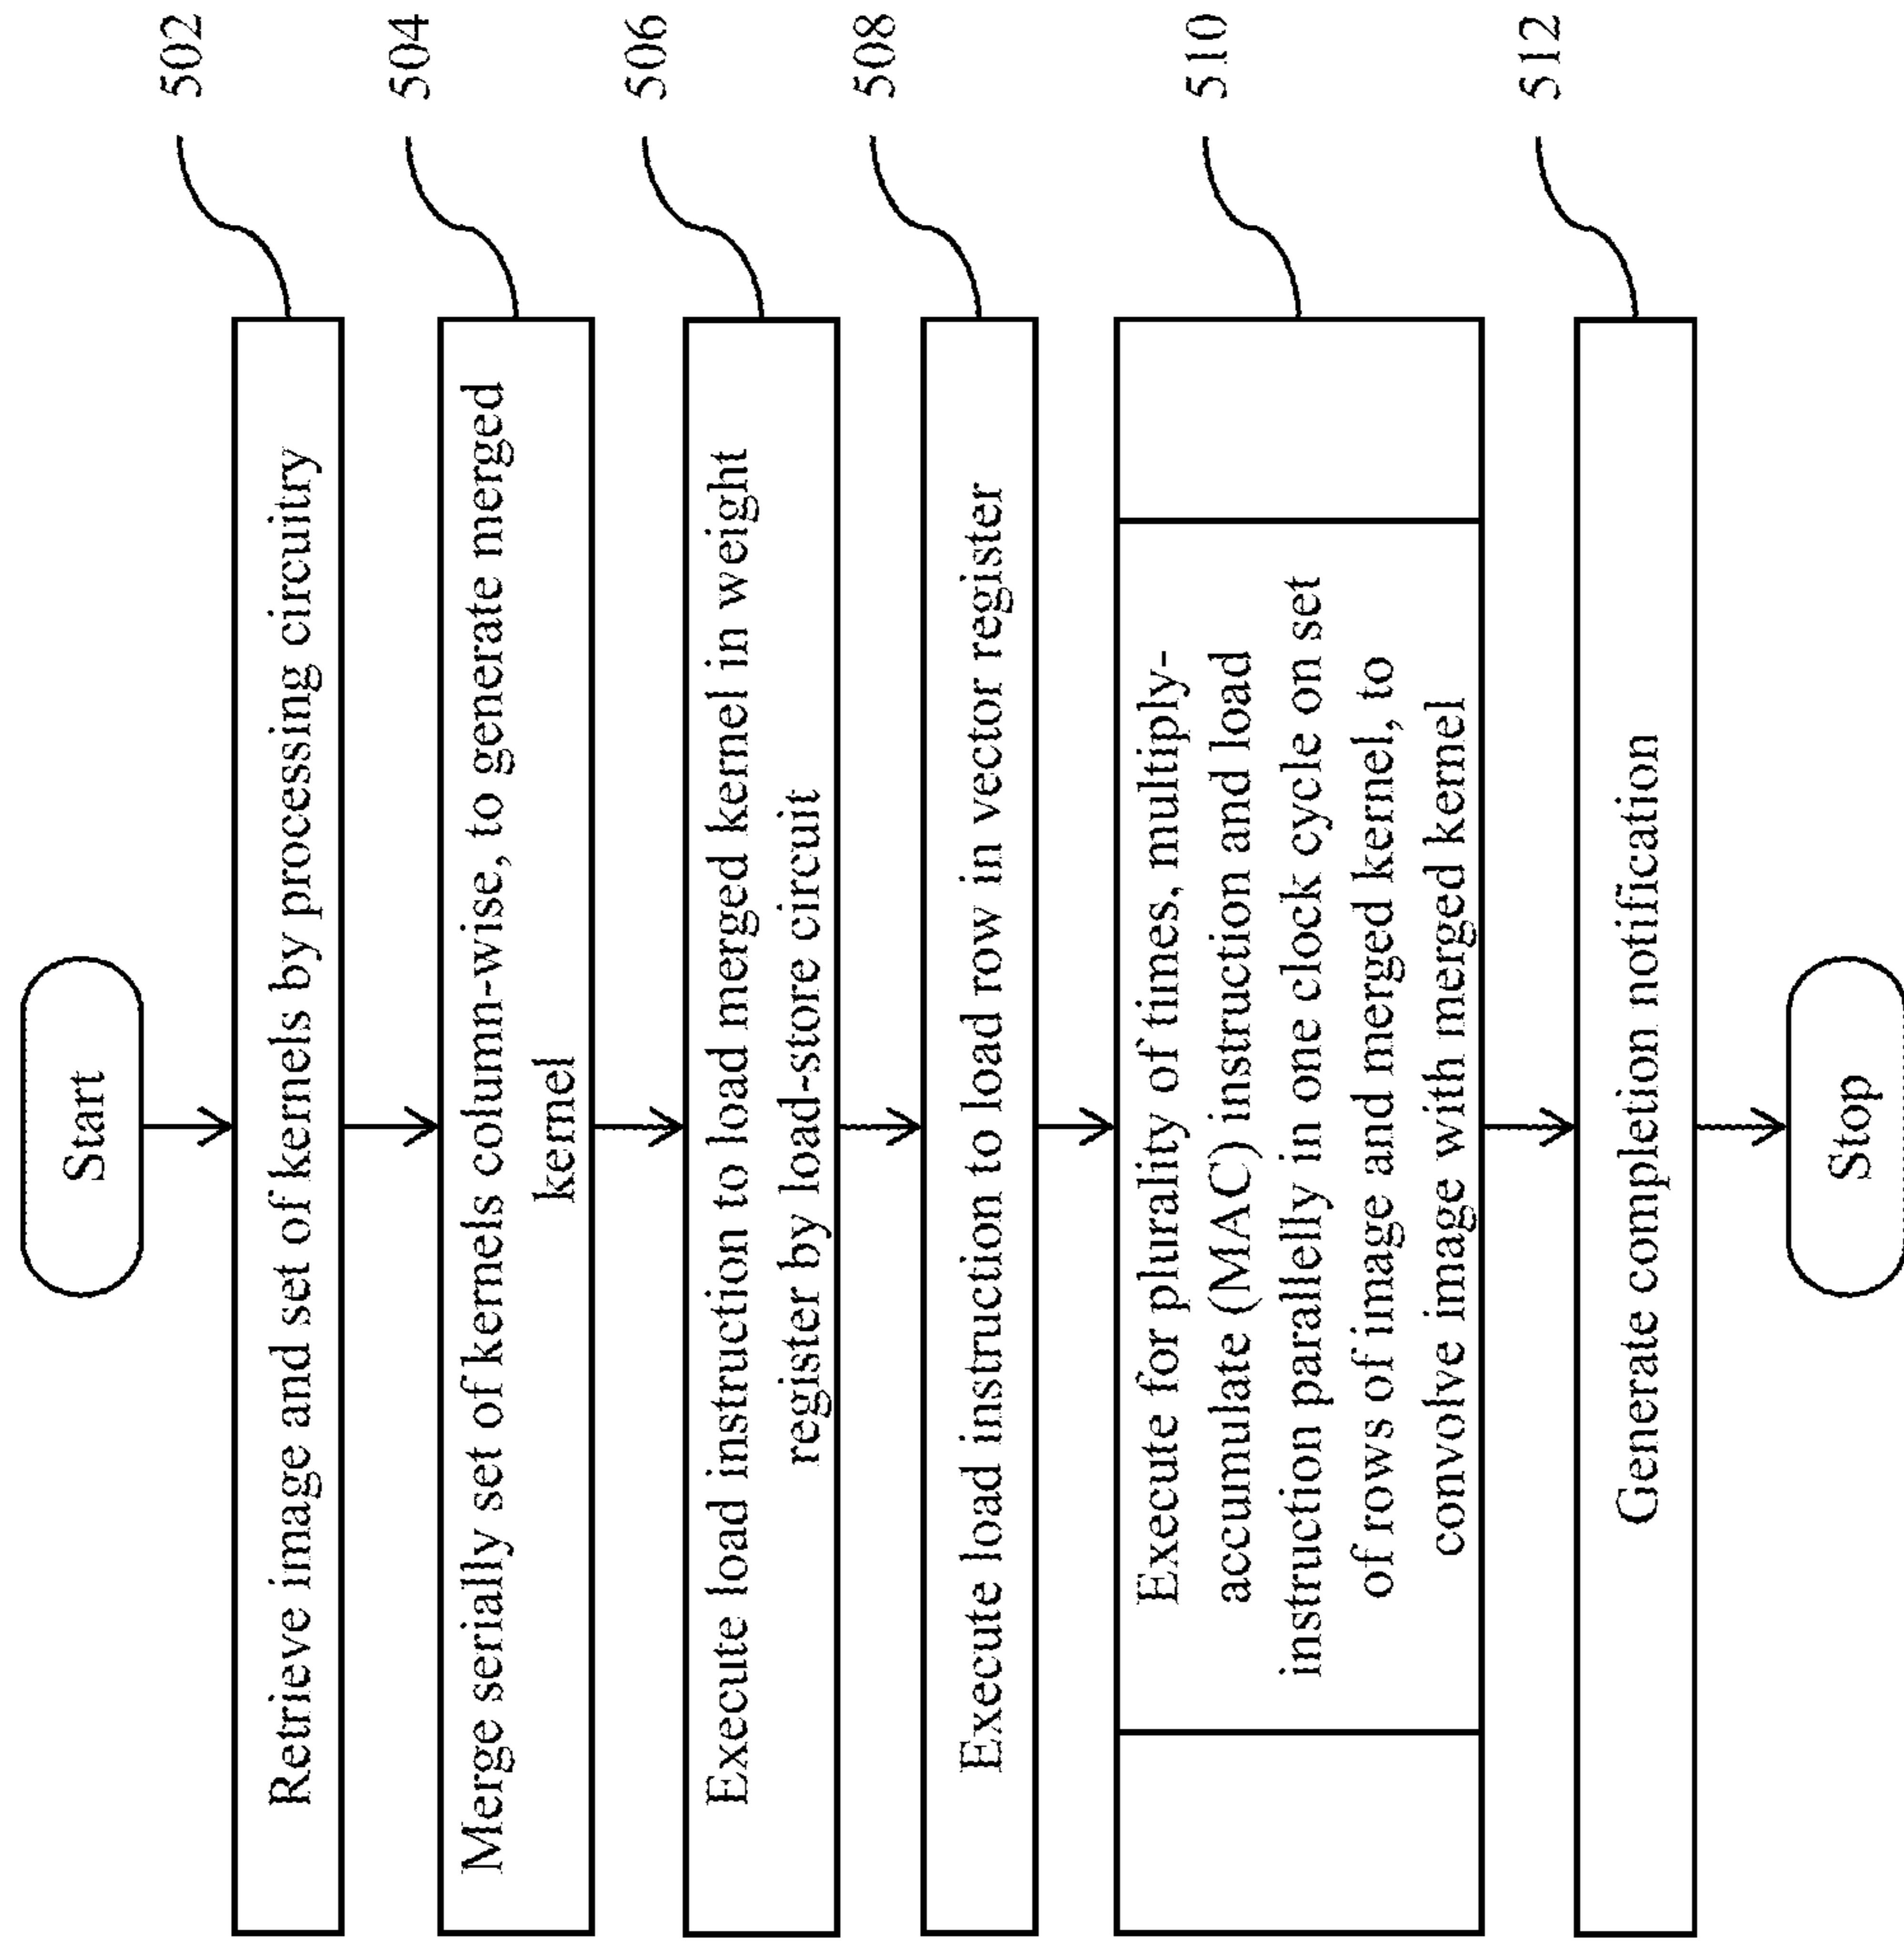 Start
Retrieve image and set of kernels by processing circuitry
502
Merge serially set of kernels column-wise, to generate merged
kernel
504
Execute load instruction to load merged kernel in weight
register by load-store circuit
506
Execute load instruction to load row in vector register
508
Execute for plurality of times, multiply-
accumulate (MAC) instruction and load
instruction parallelly in one clock cycle on set
of rows of image and merged kernel, to
convolve image with merged kernel
510
Generate completion notification
512
Stop